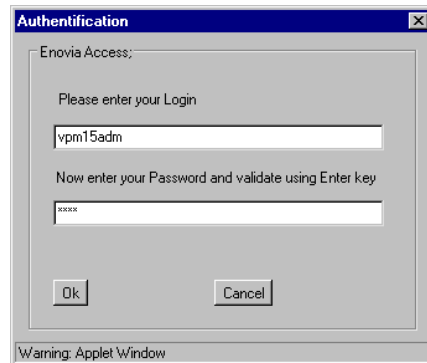 Authentification
Enovia Access;
Please enter your Login
vpm15adm
Now enter your Password and validate using Enter key
****
Ok Cancel
Warning: Applet Window